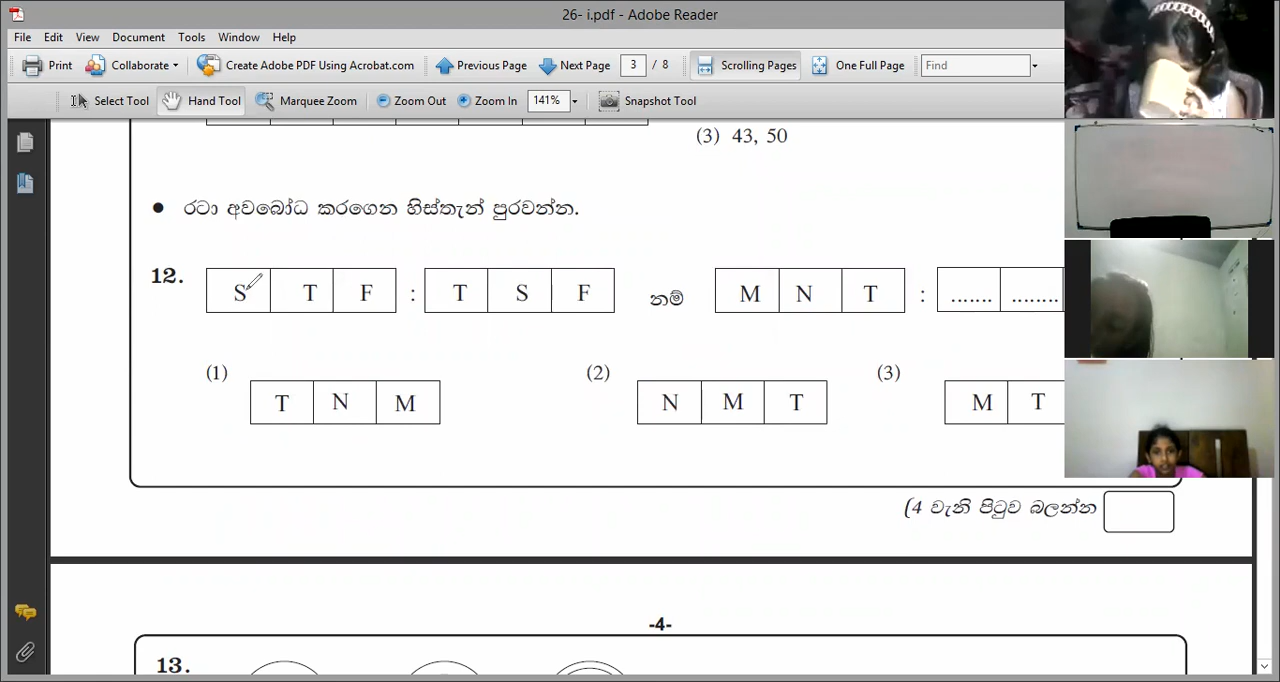 26- i.pdf - Adobe Reader
File Edit View Document Tools Window Help
Print Collaborate Create Adobe PDF Using Acrobat.com Previous Page Next Page 3 / 8 Scrolling Pages One Full Page Find
Select Tool Hand Tool Marquee Zoom Zoom Out Zoom In 141% Snapshot Tool
(3) 43, 50
• රටා අවබෝධ කරගෙන හිස්තැන් පුරවන්න.
12. S T F : T S F නම් M N T : ....... ........
(1) (2) (3)
T N M N M T M T
(4 වැනි පිටුව බලන්න
-4-
13.